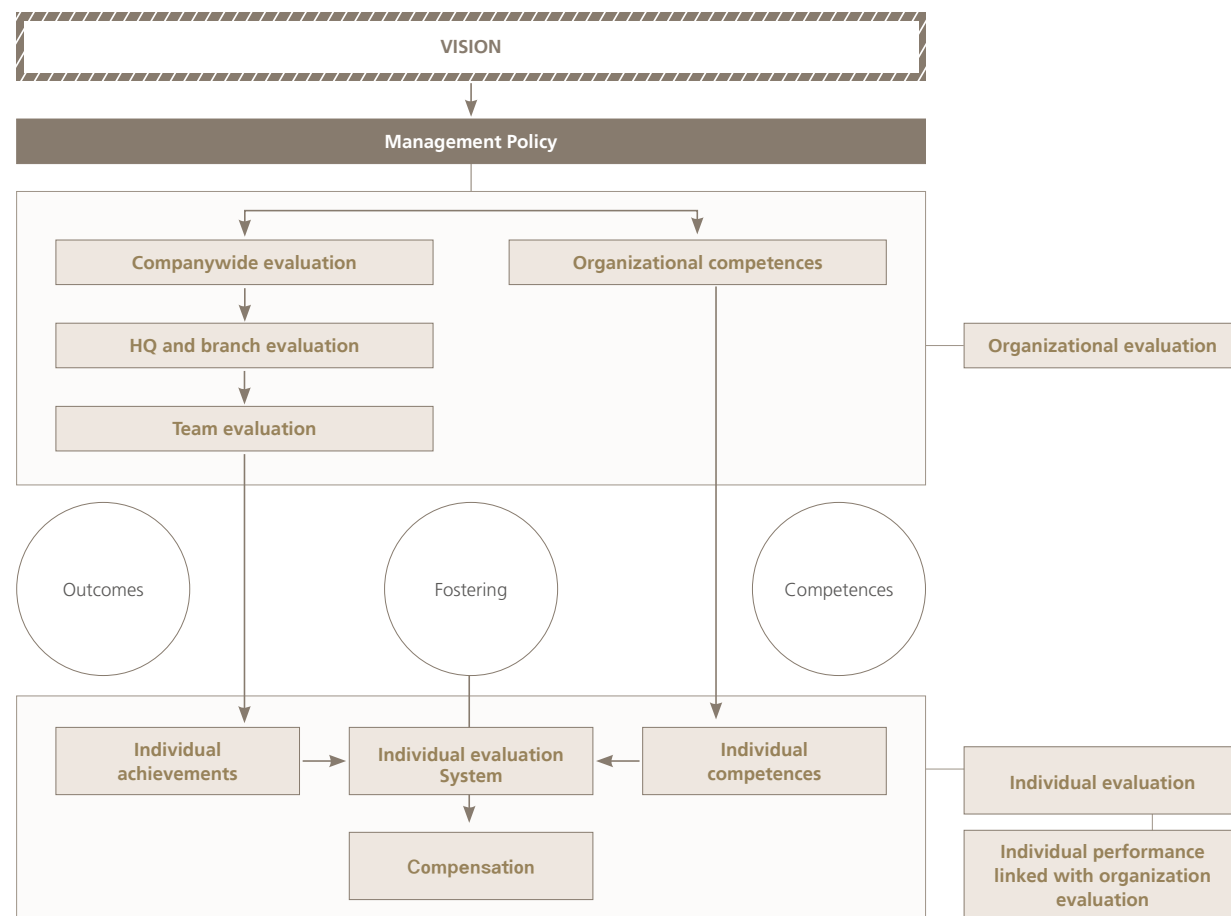 VISION
Management Policy
Companywide evaluation
Organizational competences
HQ and branch evaluation
Organizational evaluation
Team evaluation
Outcomes
Fostering
Competences
Individual
achievements
Individual evaluation
System
Individual
competences
Individual evaluation
Compensation
Individual performance
linked with organization
evaluation